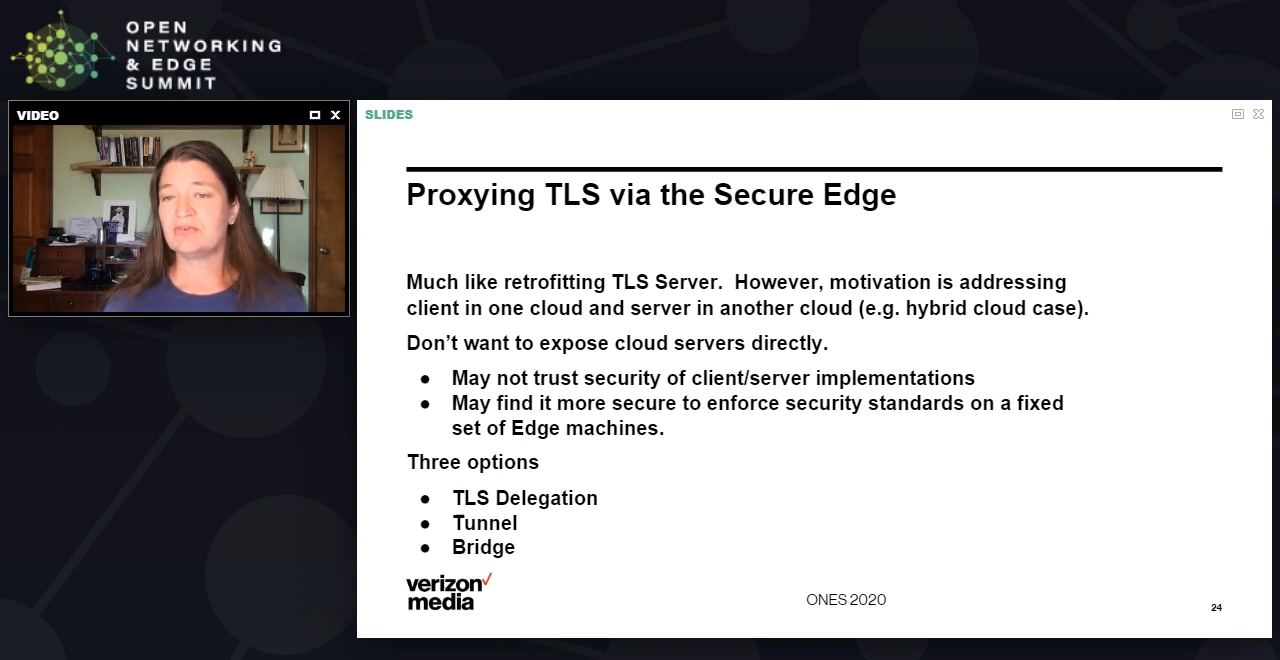 OPEN
NETWORKING
& EDGE
SUMMIT
VIDEO
SLIDES
Proxying TLS via the Secure Edge
Much like retrofitting TLS Server.  However, motivation is addressing
client in one cloud and server in another cloud (e.g. hybrid cloud case).
Don’t want to expose cloud servers directly.
● May not trust security of client/server implementations
● May find it more secure to enforce security standards on a fixed
set of Edge machines.
Three options
● TLS Delegation
● Tunnel
● Bridge
verizon✓
media
ONES 2020
24